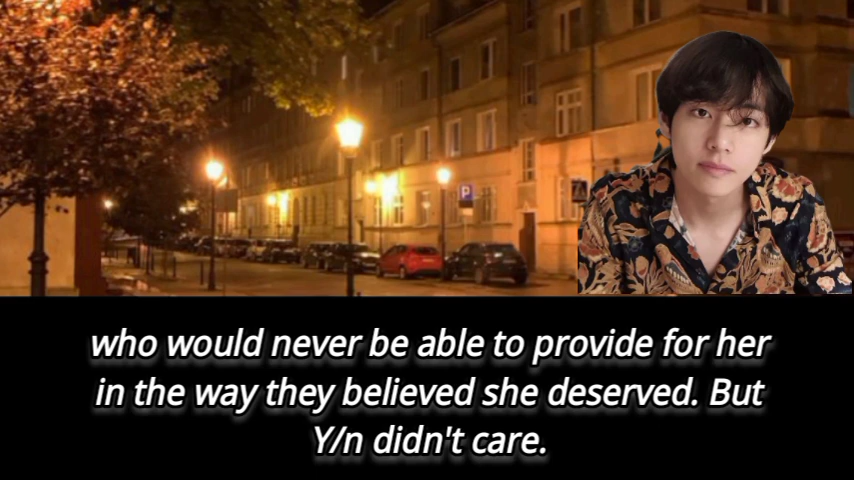 P
who would never be able to provide for her
in the way they believed she deserved. But
Y/n didn't care.